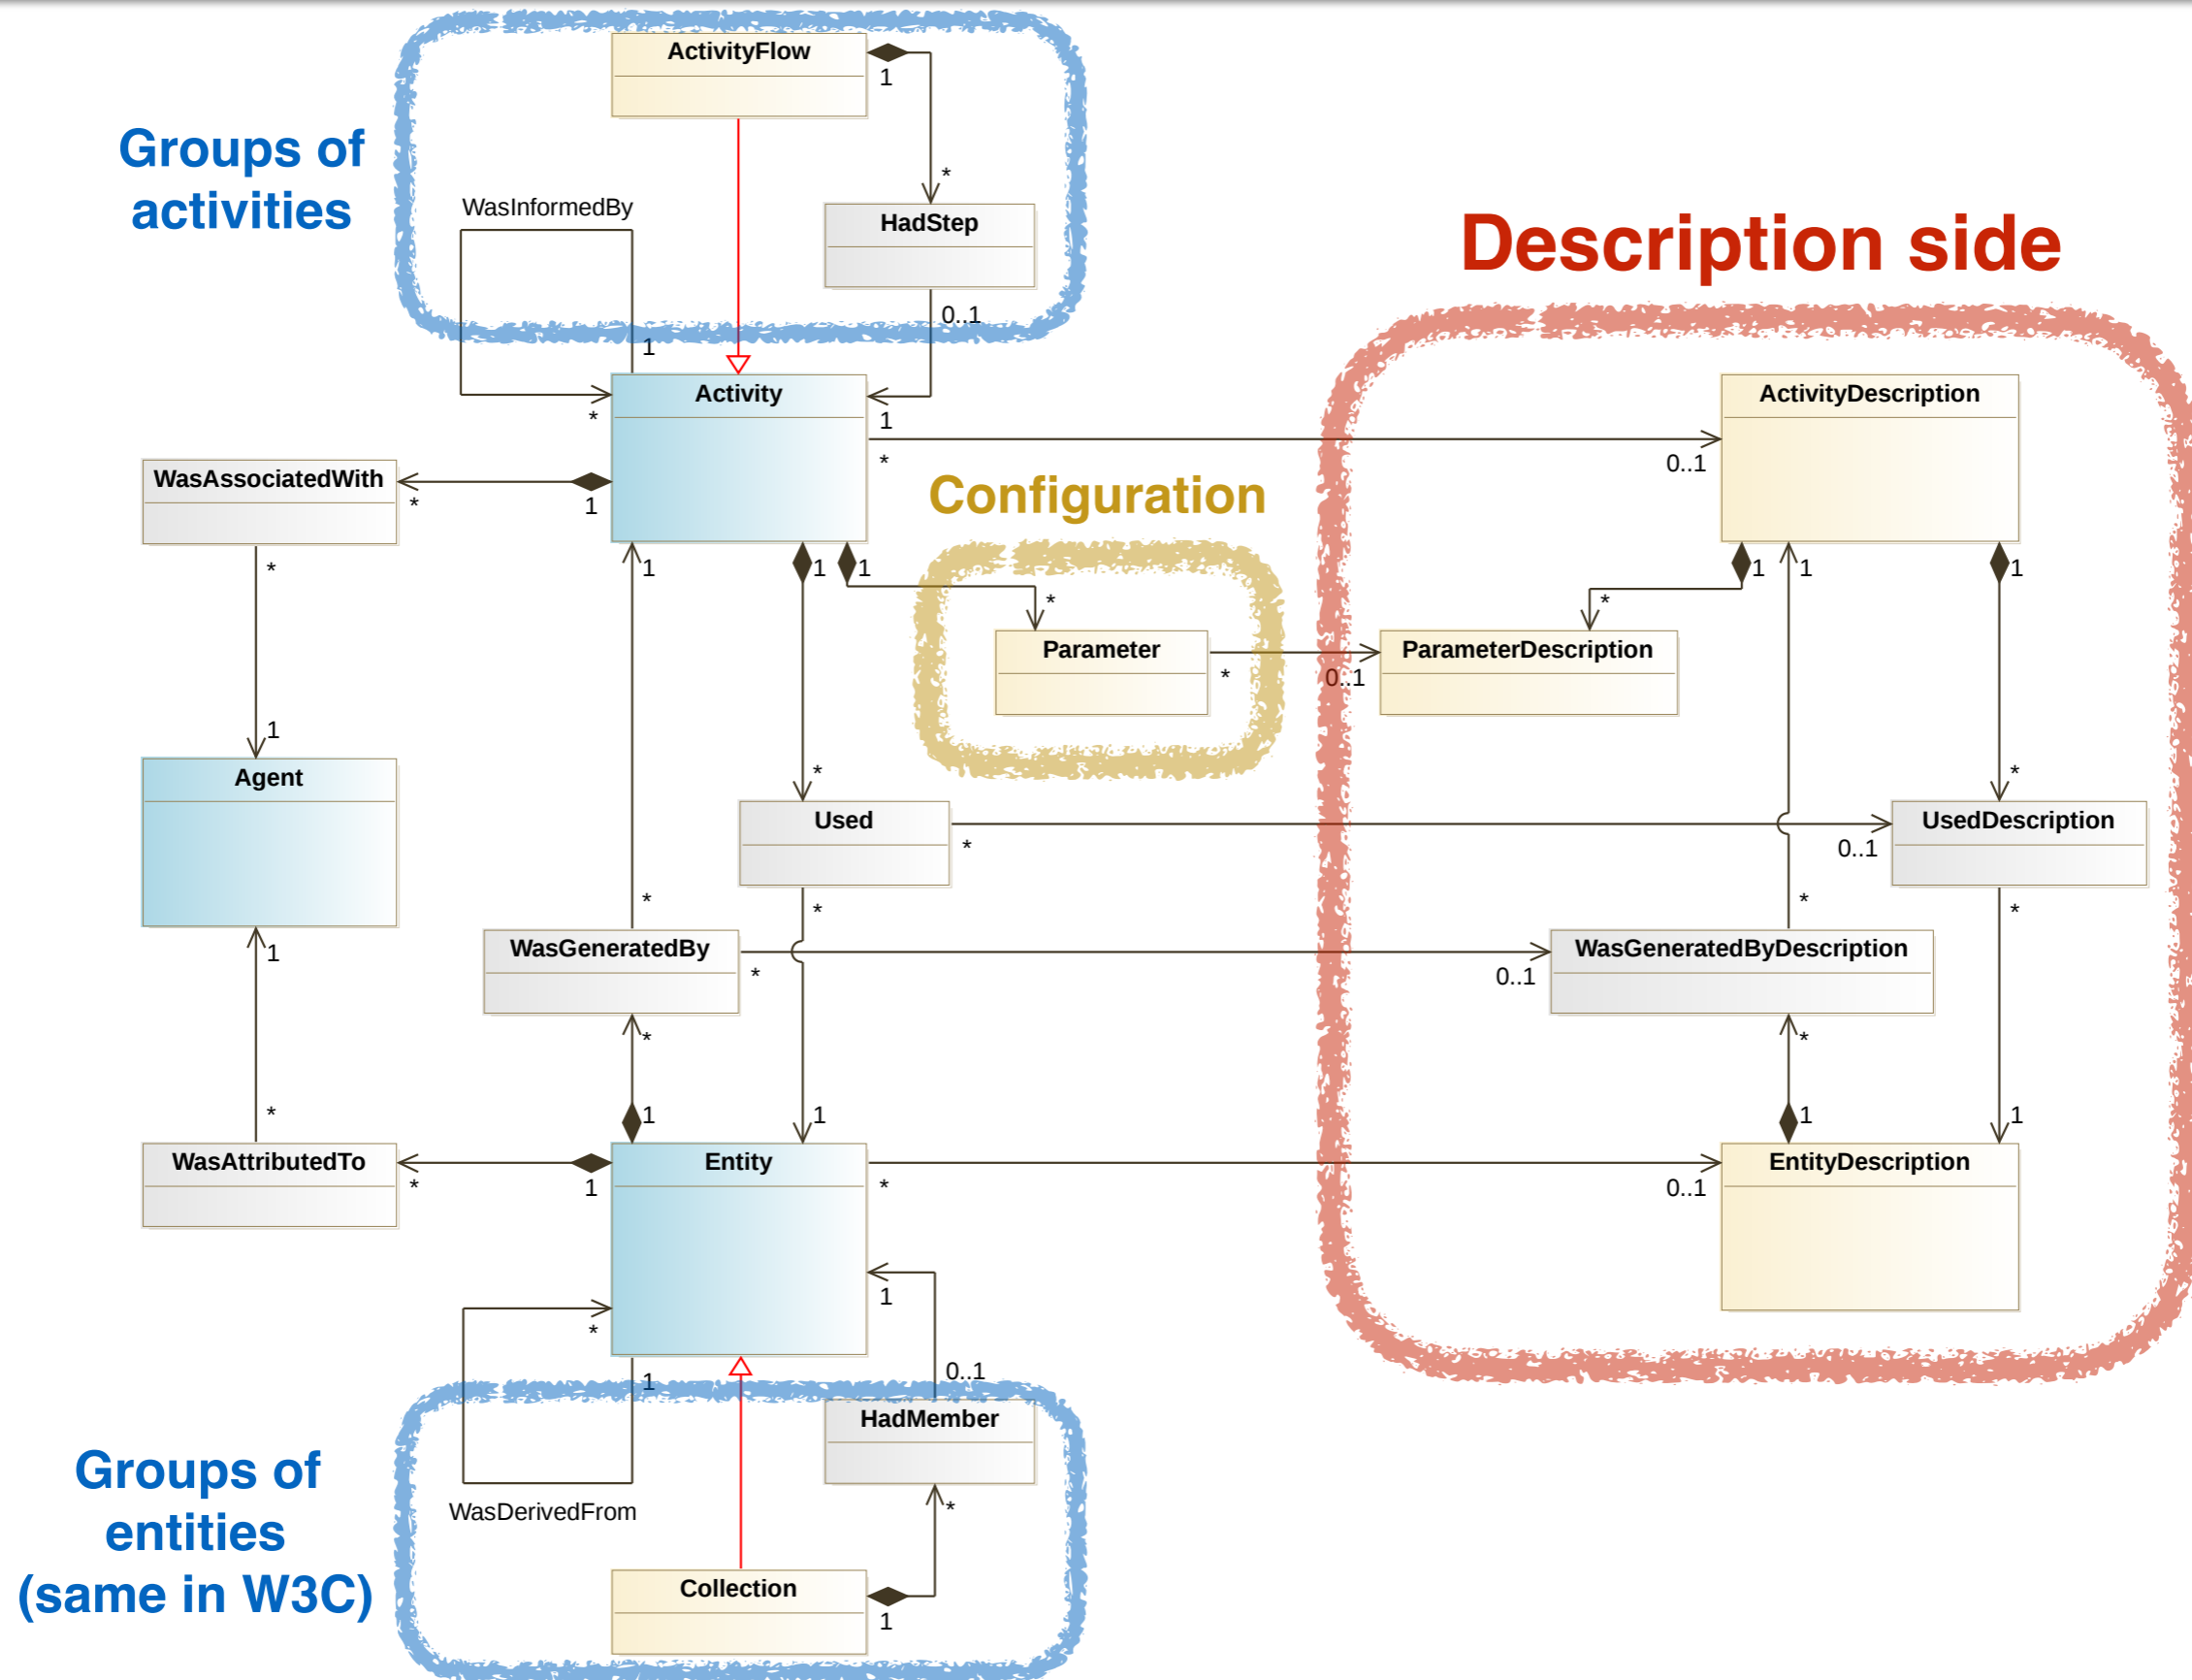 ActivityFlow
1
Groups of
activities
*
WasInformedBy
HadStep
Description side
0..1
1
Activity
ActivityDescription
*
1
*
0..1
WasAssociatedWith
*
1
Configuration
*
1
1
1
1
1
1
*
*
Parameter
*
0..1
ParameterDescription
1
*
*
Agent
Used
*
UsedDescription
0..1
*
*
*
*
WasGeneratedBy
*
WasGeneratedByDescription
0..1
1
*
*
*
1
1
1
1
WasAttributedTo
*
1
Entity
*
EntityDescription
0..1
1
*
1
0..1
HadMember
Groups of
entities
(same in W3C)
WasDerivedFrom
*
Collection
1